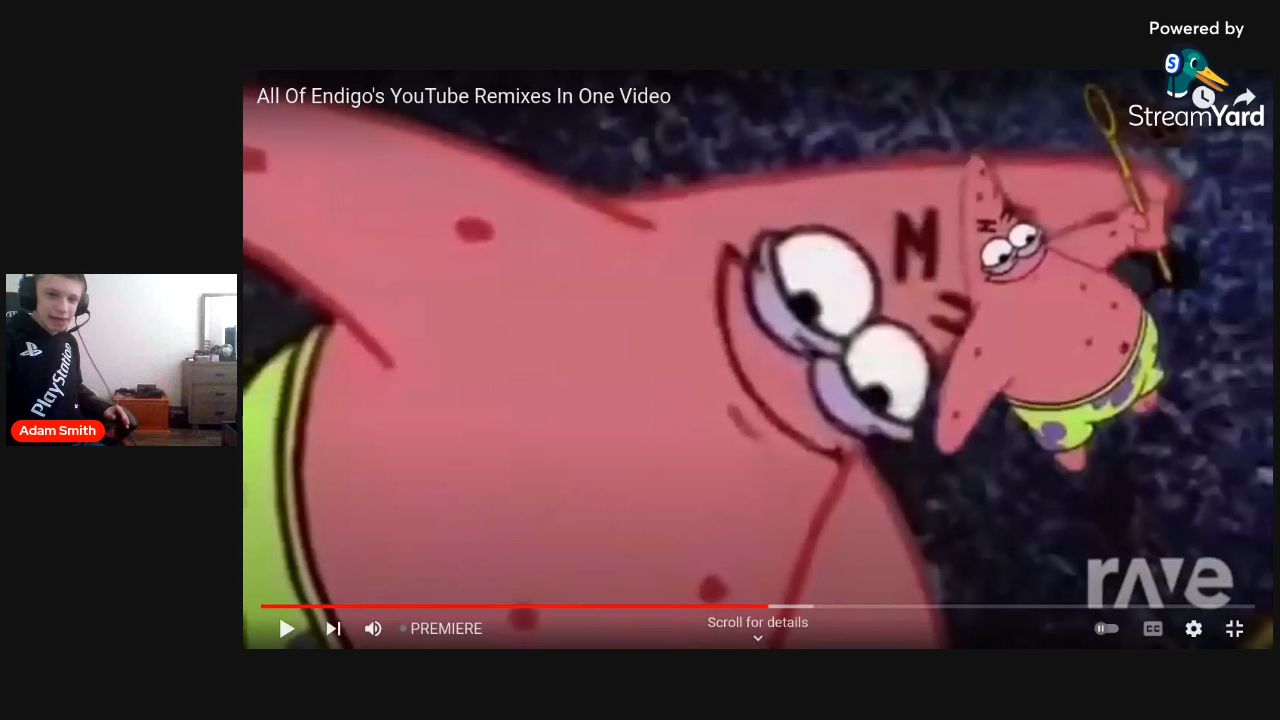 Powered by
StreamYard
All Of Endigo's YouTube Remixes In One Video
M
M
PlayStation
Adam Smith
rave
PREMIERE
Scroll for details
CC
S